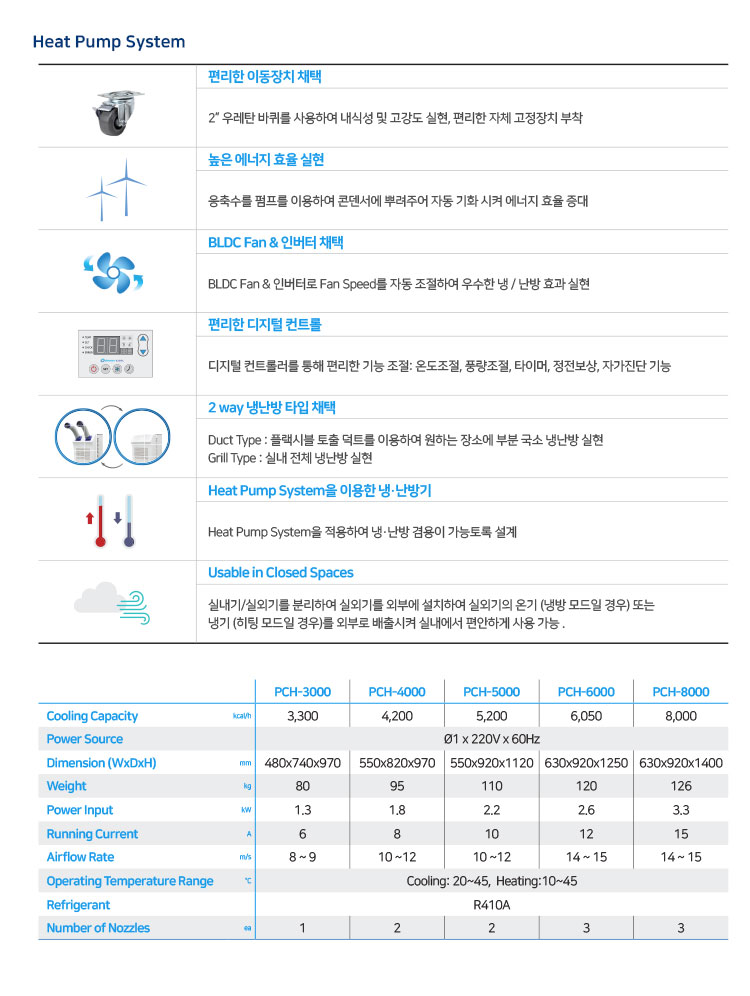 Heat Pump System
편리한 이동장치 채택
2” 우레탄 바퀴를 사용하여 내식성 및 고강도 실현, 편리한 자체 고정장치 부착
높은 에너지 효율 실현
응축수를 펌프를 이용하여 콘덴서에 뿌려주어 자동 기화 시켜 에너지 효율 증대
BLDC Fan & 인버터 채택
BLDC Fan & 인버터로 Fan Speed를 자동 조절하여 우수한 냉 / 난방 효과 실현
편리한 디지털 컨트롤
디지털 컨트롤러를 통해 편리한 기능 조절: 온도조절, 풍량조절, 타이머, 정전보상, 자가진단 기능
2 way 냉난방 타입 채택
Duct Type : 플랙시블 토출 덕트를 이용하여 원하는 장소에 부분 국소 냉난방 실현
Grill Type : 실내 전체 냉난방 실현
Heat Pump System을 이용한 냉·난방기
Heat Pump System을 적용하여 냉·난방 겸용이 가능토록 설계
Usable in Closed Spaces
실내기/실외기를 분리하여 실외기를 외부에 설치하여 실외기의 온기 (냉방 모드일 경우) 또는
냉기 (히팅 모드일 경우)를 외부로 배출시켜 실내에서 편안하게 사용 가능 .
PCH-3000 PCH-4000 PCH-5000 PCH-6000 PCH-8000
Cooling Capacity kcal/h 3,300 4,200 5,200 6,050 8,000
Power Source Ø1 x 220V x 60Hz
Dimension (WxDxH) mm 480x740x970 550x820x970 550x920x1120 630x920x1250 630x920x1400
Weight kg 80 95 110 120 126
Power Input kW 1.3 1.8 2.2 2.6 3.3
Running Current A 6 8 10 12 15
Airflow Rate m/s 8 ~ 9 10 ~12 10 ~12 14 ~ 15 14 ~ 15
Operating Temperature Range ℃ Cooling: 20~45, Heating:10~45
Refrigerant R410A
Number of Nozzles ea 1 2 2 3 3